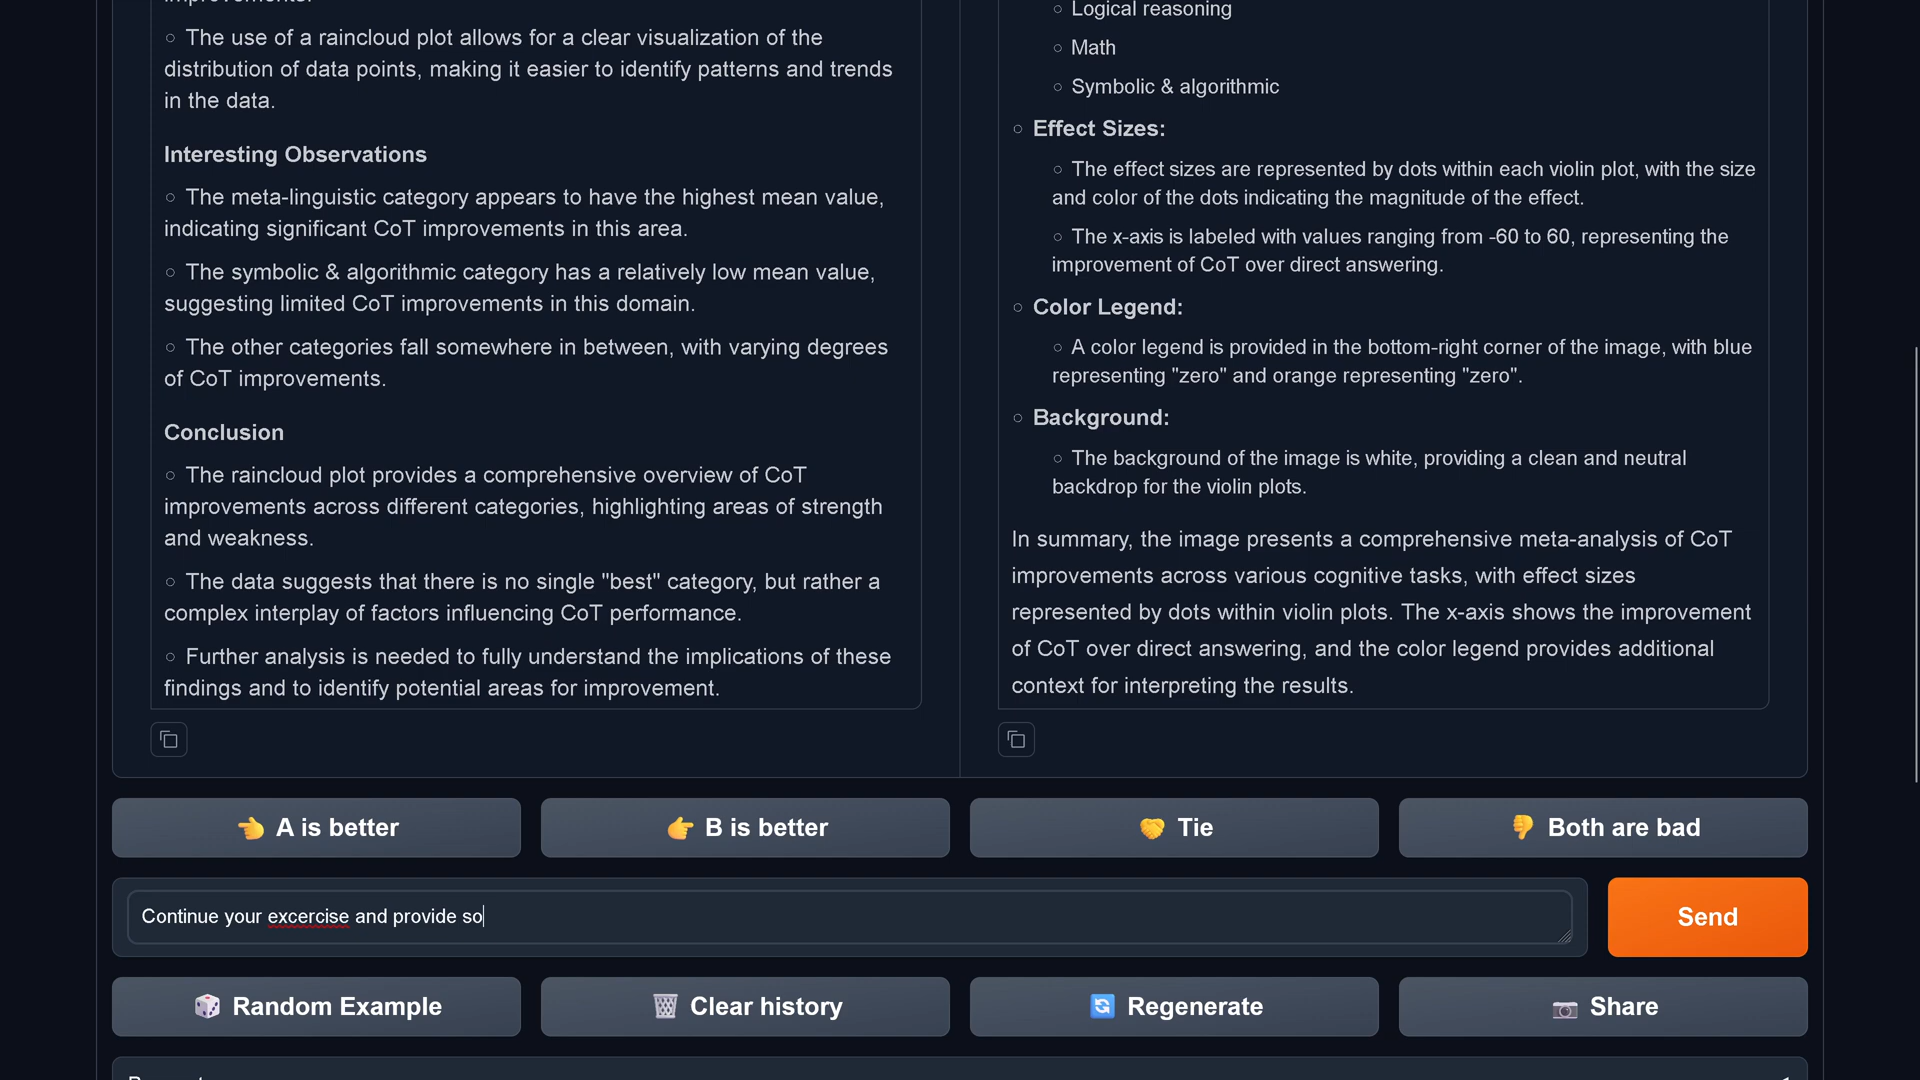 The use of a raincloud plot allows for a clear visualization of the
distribution of data points, making it easier to identify patterns and trends
in the data.
Interesting Observations
The meta-linguistic category appears to have the highest mean value,
indicating significant CoT improvements in this area.
The symbolic & algorithmic category has a relatively low mean value,
suggesting limited CoT improvements in this domain.
The other categories fall somewhere in between, with varying degrees
of CoT improvements.
Conclusion
The raincloud plot provides a comprehensive overview of CoT
improvements across different categories, highlighting areas of strength
and weakness.
The data suggests that there is no single "best" category, but rather a
complex interplay of factors influencing CoT performance.
Further analysis is needed to fully understand the implications of these
findings and to identify potential areas for improvement.
Logical reasoning
Math
Symbolic & algorithmic
Effect Sizes:
The effect sizes are represented by dots within each violin plot, with the size
and color of the dots indicating the magnitude of the effect.
The x-axis is labeled with values ranging from -60 to 60, representing the
improvement of CoT over direct answering.
Color Legend:
A color legend is provided in the bottom-right corner of the image, with blue
representing "zero" and orange representing "zero".
Background:
The background of the image is white, providing a clean and neutral
backdrop for the violin plots.
In summary, the image presents a comprehensive meta-analysis of CoT
improvements across various cognitive tasks, with effect sizes
represented by dots within violin plots. The x-axis shows the improvement
of CoT over direct answering, and the color legend provides additional
context for interpreting the results.
👈 A is better
👉 B is better
🤝 Tie
👎 Both are bad
Continue your excercise and provide so
Send
🎲 Random Example
🗑️ Clear history
🔄 Regenerate
📷 Share